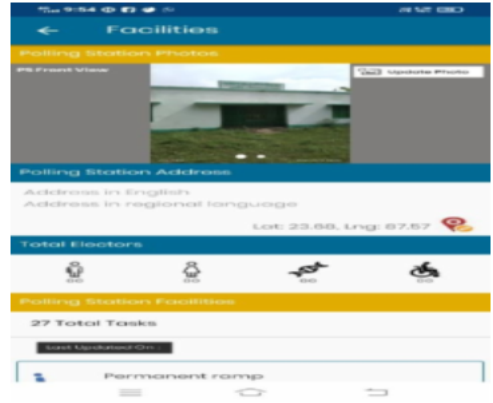 9:54
Facilities
Polling Station Photos
PS Front View
Update Photo
Polling Station Address
Address in English
Address in regional language
Lat: 23.68, Lng: 87.57
Total Electors
Polling Station Facilities
27 Total Tasks
Last Updated On :
Permanent ramp